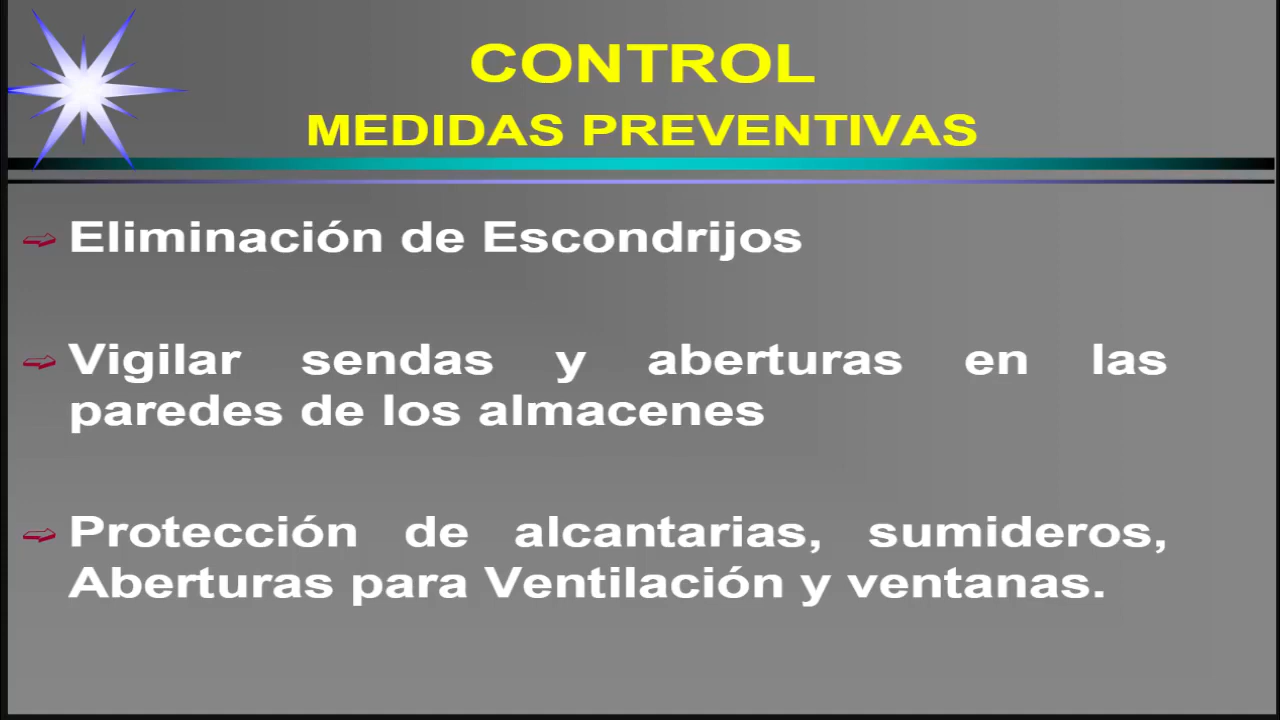 CONTROL
MEDIDAS PREVENTIVAS
Eliminación de Escondrijos
Vigilar sendas y aberturas en las
paredes de los almacenes
Protección de alcantarias, sumideros,
Aberturas para Ventilación y ventanas.